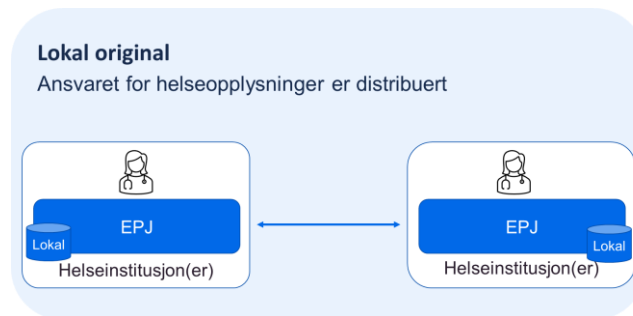 Lokal original
Ansvaret for helseopplysninger er distribuert
EPJ
Lokal
Helseinstitusjon(er)
EPJ
Lokal
Helseinstitusjon(er)